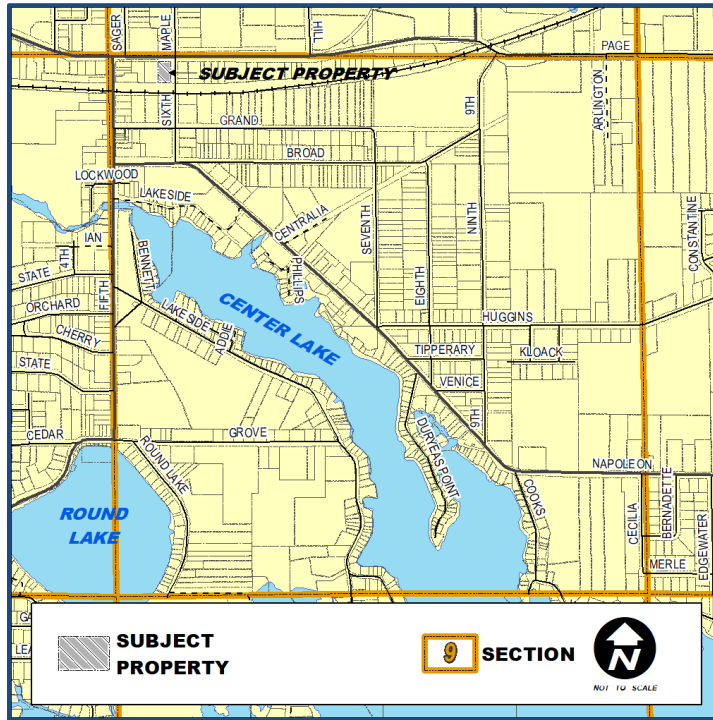 SAGER
MAPLE
HILL
PAGE
SUBJECT PROPERTY
SIXTH
9TH
ARLINGTON
GRAND
BROAD
LOCKWOOD
LAKESIDE
CENTRALIA
SEVENTH
NINTH
CONSTANTINE
IAN
4TH
BENNETT
PHILLIPS
EIGHTH
STATE
FIFTH
ORCHARD
CENTER LAKE
LAKESIDE
ADDIE
HUGGINS
CHERRY
TIPPERARY
KLOACK
STATE
VENICE
9TH
CEDAR
GROVE
ROUND LAKE
DURYEAS POINT
NAPOLEON
COOKS
ROUND
LAKE
CECILIA
BERNADETTE
EDGEWATER
MERLE
SUBJECT
PROPERTY
9
SECTION
N
NOT TO SCALE